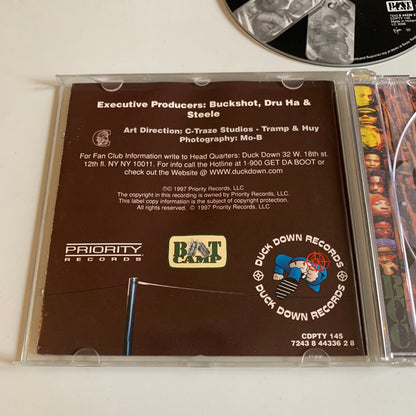 BOOT
CDPTY 145
Executive Producers: Buckshot, Dru Ha &
Steele
Art Direction: C-Traze Studios - Tramp & Huy
Photography: Mo-B
For Fan Club Information write to Head Quarters: Duck Down 32 W. 18th st.
12th fl. NY NY 10011. For info call the Hotline at 1-900 GET DA BOOT or
check out the Website @ WWW.duckdown.com
©® 1997 Priority Records, LLC
The copyright in this recording is owned by Priority Records, LLC.
This label copy information is the subject of copyright protection.
All rights reserved. © 1997 Priority Records, LLC
PRIORITY
RECORDS
BOOT
CAMP
DUCK DOWN RECORDS
DUCK DOWN RECORDS
CDPTY 145
7243 8 44336 2 8